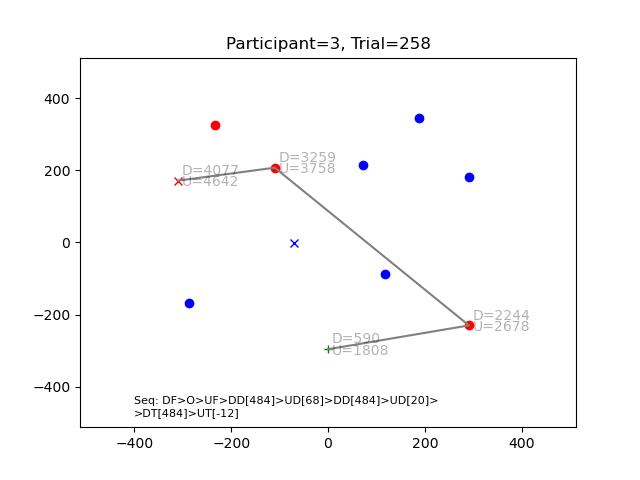 Participant=3, Trial=258
400
200
0
−200
−400
D=4077
U=4642
D=3259
U=3758
D=2244
U=2678
D=590
U=1808
Seq: DF>O>UF>DD[484]>UD[68]>DD[484]>UD[20]>
>DT[484]>UT[-12]
−400
−200
0
200
400